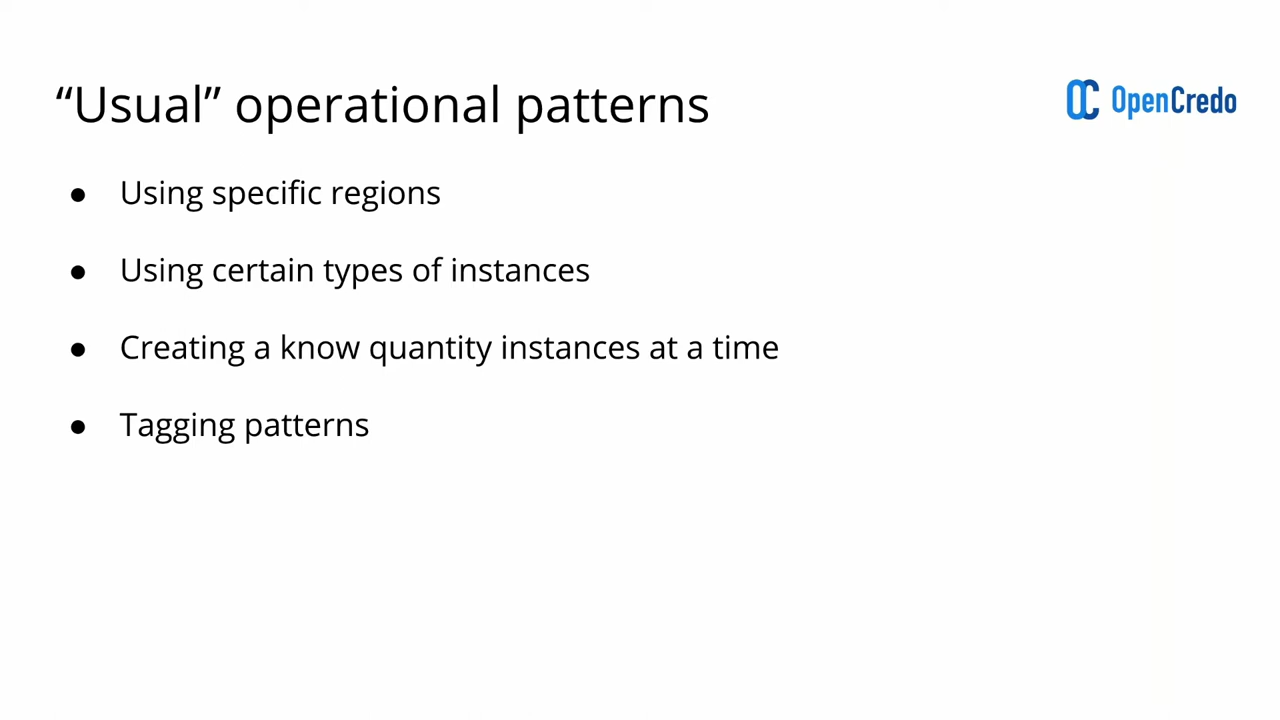 “Usual” operational patterns
OpenCredo
● Using specific regions
● Using certain types of instances
● Creating a know quantity instances at a time
● Tagging patterns